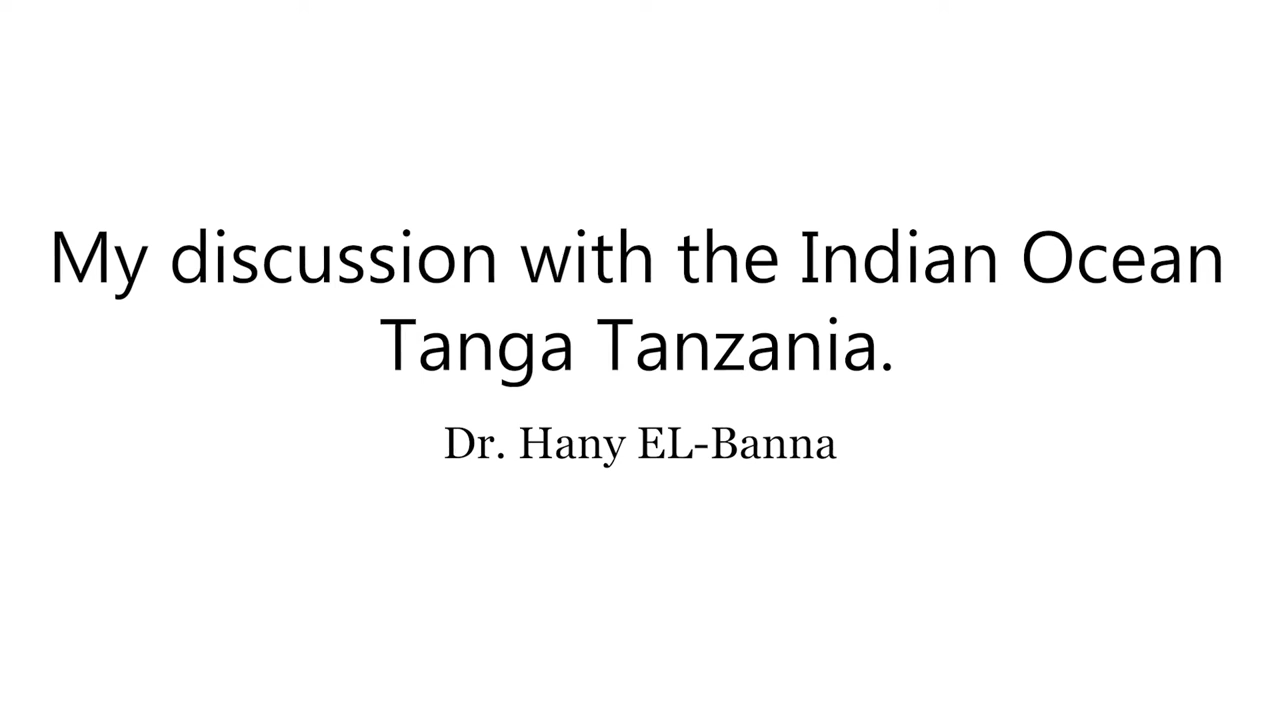 My discussion with the Indian Ocean
Tanga Tanzania.
Dr. Hany EL-Banna